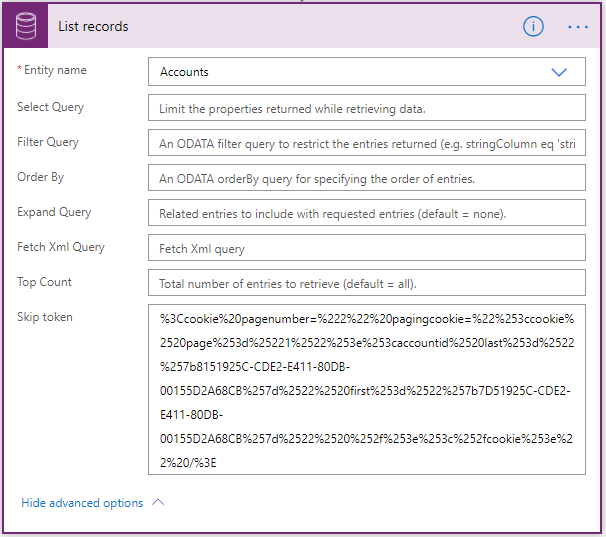 List records
* Entity name
Accounts
Select Query
Limit the properties returned while retrieving data.
Filter Query
An ODATA filter query to restrict the entries returned (e.g. stringColumn eq 'stri
Order By
An ODATA orderBy query for specifying the order of entries.
Expand Query
Related entries to include with requested entries (default = none).
Fetch Xml Query
Fetch Xml query
Top Count
Total number of entries to retrieve (default = all).
Skip token
%3Ccookie%20pagenumber=%222%22%20pagingcookie=%22%253ccookie%
2520page%253d%25221%2522%253e%253caccountid%2520last%253d%2522
%257b8151925C-CDE2-E411-80DB-
00155D2A68CB%257d%2522%2520first%253d%2522%257b7D51925C-CDE2-
E411-80DB-
00155D2A68CB%257d%2522%2520%252f%253e%253c%252fcookie%253e%2
2%20/%3E
Hide advanced options